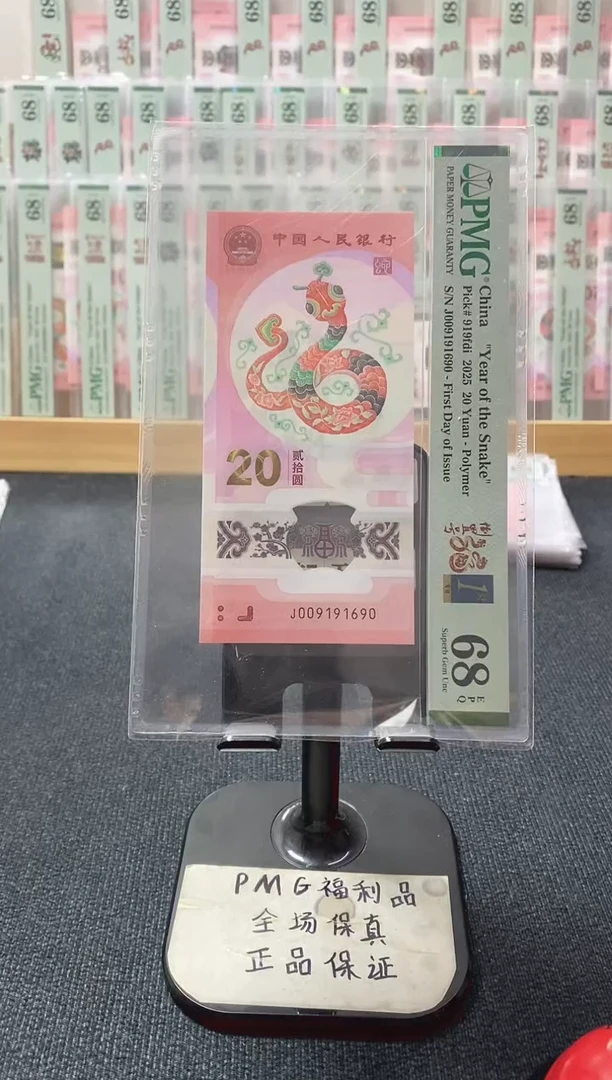 中国人民银行
20
贰拾圆
福
J009191690
PMG
PAPER MONEY GUARANTY
China "Year of the Snake"
Pick# 919fdi 2025 20 Yuan - Polymer
S/N J009191690 - First Day of Issue
68
E
P Q
Superb Gem Unc
PMG福利品
全场保真
正品保证